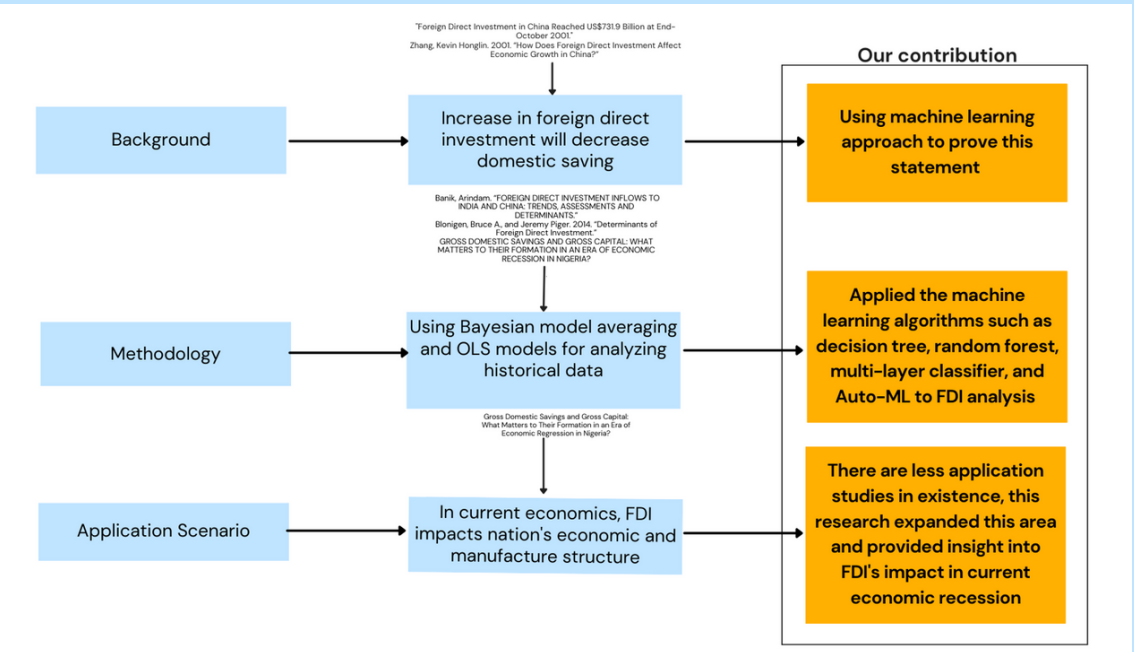 "Foreign Direct Investment in China Reached US$731.9 Billion at End-
October 2001."
Zhang, Kevin Honglin. 2001. "How Does Foreign Direct Investment Affect
Economic Growth in China?"
Our contribution
Background
Increase in foreign direct
investment will decrease
domestic saving
Using machine learning
approach to prove this
statement
Banik, Arindam. "FOREIGN DIRECT INVESTMENT INFLOWS TO
INDIA AND CHINA: TRENDS, ASSESSMENTS AND
DETERMINANTS."
Blonigen, Bruce A., and Jeremy Piger. 2014. "Determinants of
Foreign Direct Investment."
GROSS DOMESTIC SAVINGS AND GROSS CAPITAL: WHAT
MATTERS TO THEIR FORMATION IN AN ERA OF ECONOMIC
RECESSION IN NIGERIA?
Methodology
Using Bayesian model averaging
and OLS models for analyzing
historical data
Applied the machine
learning algorithms such as
decision tree, random forest,
multi-layer classifier, and
Auto-ML to FDI analysis
Gross Domestic Savings and Gross Capital:
What Matters to Their Formation in an Era of
Economic Regression in Nigeria?
Application Scenario
In current economics, FDI
impacts nation's economic and
manufacture structure
There are less application
studies in existence, this
research expanded this area
and provided insight into
FDI's impact in current
economic recession